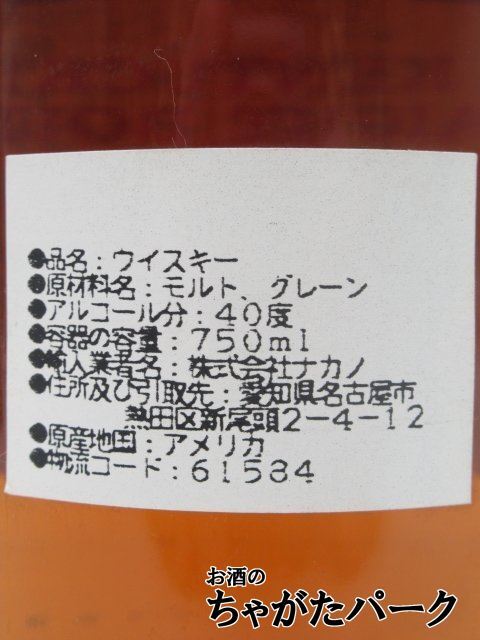 ●品名：ウイスキー
●原材料名：モルト、グレーン
●アルコール分：40度
●容器の容量：750ml
●輸入業者名：株式会社ナカノ
●住所及び引取先：愛知県名古屋市
熱田区新尾頭2-4-12
●原産地国：アメリカ
●物流コード：61584
お酒の
ちゃがたパーク